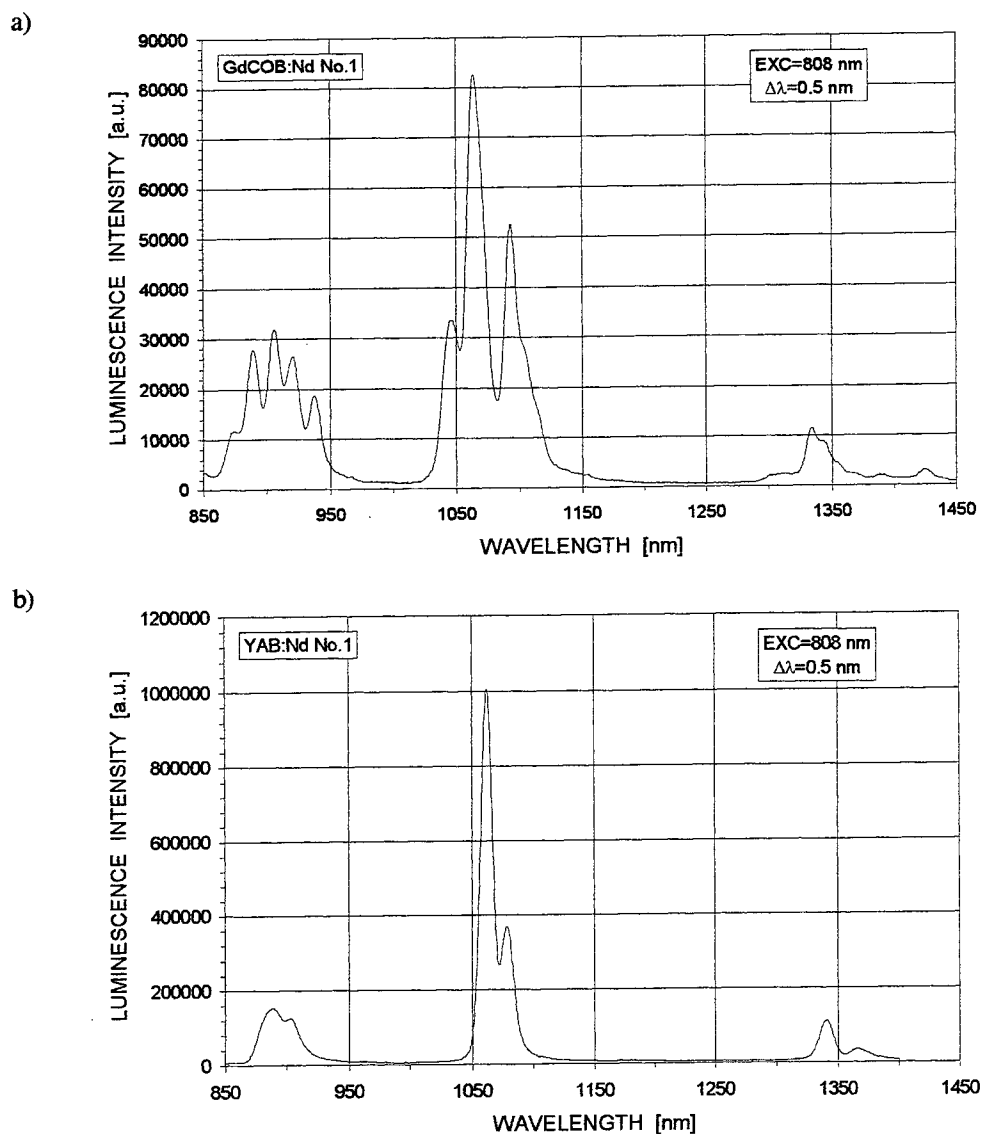 a)
LUMINESCENCE INTENSITY [a.u.]
90000
80000
70000
60000
50000
40000
30000
20000
10000
0
GdCOB:Nd No.1
EXC=808 nm
Δλ=0.5 nm
850 950 1050 1150 1250 1350 1450
WAVELENGTH [nm]
b)
LUMINESCENCE INTENSITY [a.u.]
1200000
1000000
800000
600000
400000
200000
0
YAB:Nd No.1
EXC=808 nm
Δλ=0.5 nm
850 950 1050 1150 1250 1350 1450
WAVELENGTH [nm]